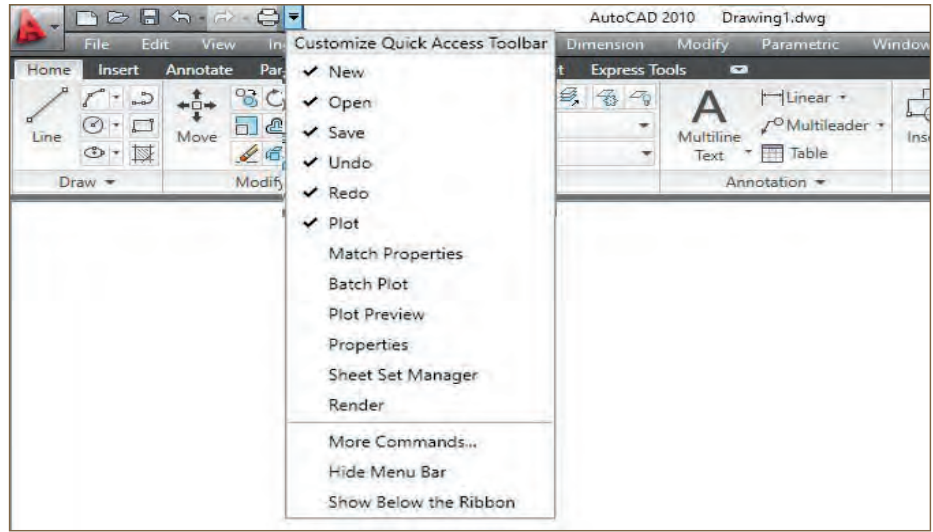 AutoCAD 2010 Drawing1.dwg
File Edit View Dimension Modify Parametric Window
Home Insert Annotate Express Tools
Customize Quick Access Toolbar
New
Open
Save
Undo
Redo
Plot
Match Properties
Batch Plot
Plot Preview
Properties
Sheet Set Manager
Render
More Commands...
Hide Menu Bar
Show Below the Ribbon
Line
Move
Draw
Modify
A
Multiline
Text
Linear
Multileader
Table
Annotation